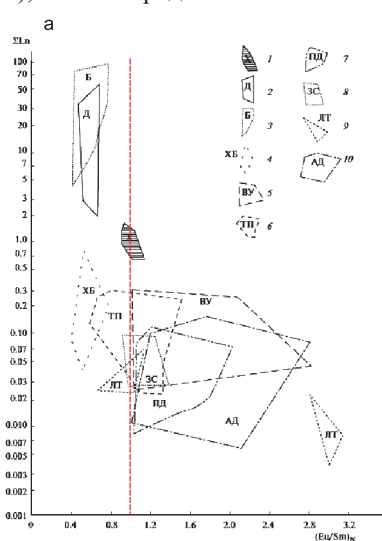 а
ΣLn
100
70
50
30
20
10
7
5
3
2
1.0
0.7
0.5
0.3
0.2
0.10
0.07
0.05
0.03
0.02
0.010
0.007
0.005
0.003
0.002
0.001
0 0.4 0.8 1.2 1.6 2.0 2.4 2.8 3.2
(Eu/Sm)N
Б
Д
ХБ
ТП
ВУ
ЛТ
ЗС
ПД
АД
ЛТ
1
Д 2
Б 3
ХБ 4
ВУ 5
ТП 6
ПД 7
ЗС 8
ЛТ 9
АД 10